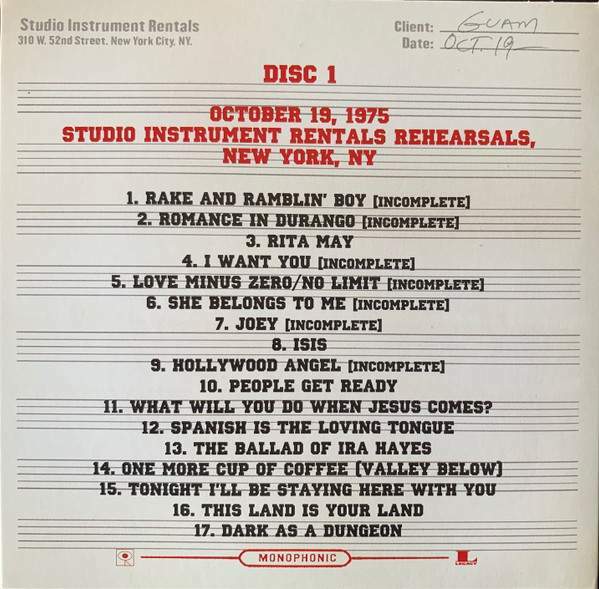 Studio Instrument Rentals
310 W. 52nd Street. New York City, NY.
Client: GUAM
Date: OCT. 19
DISC 1
OCTOBER 19, 1975
STUDIO INSTRUMENT RENTALS REHEARSALS,
NEW YORK, NY
1. RAKE AND RAMBLIN' BOY [INCOMPLETE]
2. ROMANCE IN DURANGO [INCOMPLETE]
3. RITA MAY
4. I WANT YOU [INCOMPLETE]
5. LOVE MINUS ZERO/NO LIMIT [INCOMPLETE]
6. SHE BELONGS TO ME [INCOMPLETE]
7. JOEY [INCOMPLETE]
8. ISIS
9. HOLLYWOOD ANGEL [INCOMPLETE]
10. PEOPLE GET READY
11. WHAT WILL YOU DO WHEN JESUS COMES?
12. SPANISH IS THE LOVING TONGUE
13. THE BALLAD OF IRA HAYES
14. ONE MORE CUP OF COFFEE (VALLEY BELOW)
15. TONIGHT I'LL BE STAYING HERE WITH YOU
16. THIS LAND IS YOUR LAND
17. DARK AS A DUNGEON
MONOPHONIC
L LEGACY